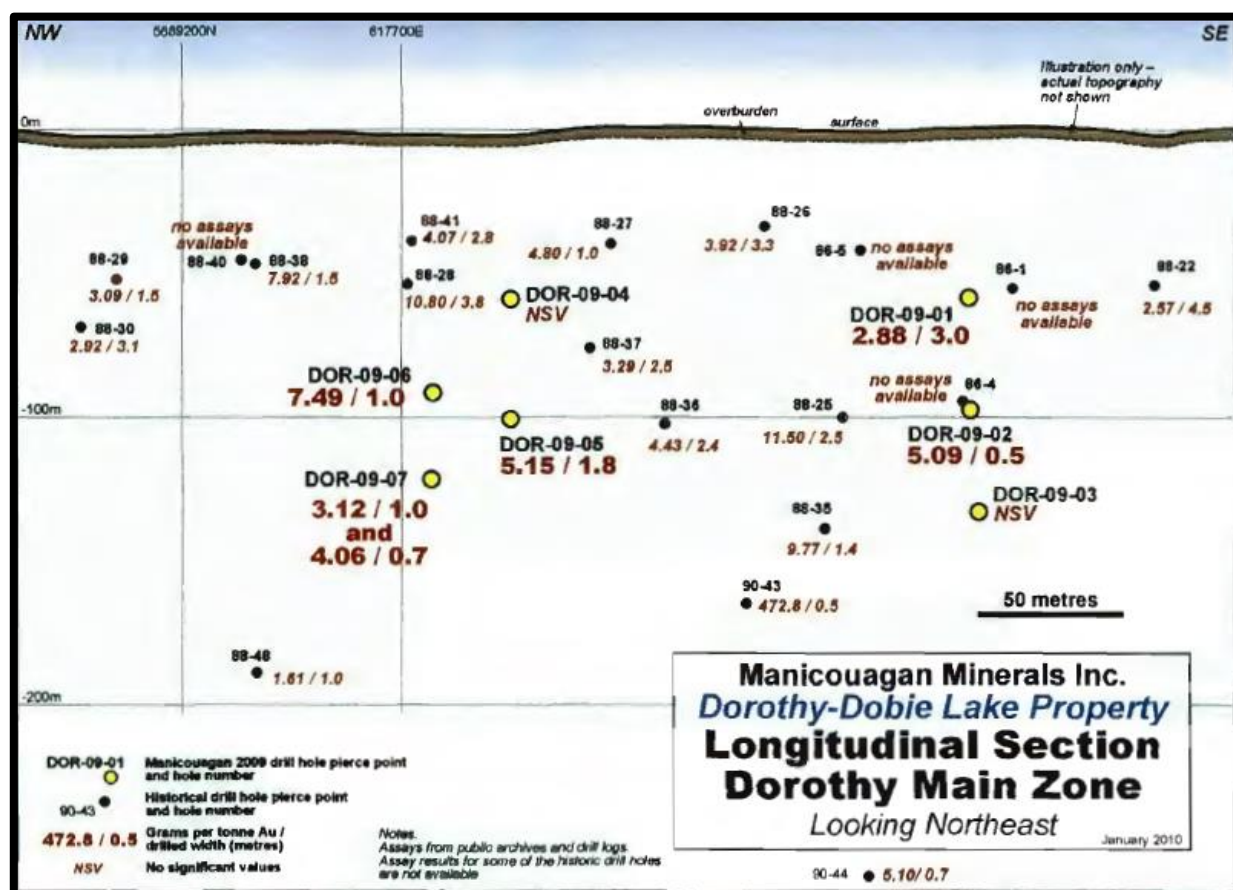 NW
5689200N
617700E
SE
Illustration only –
actual topography
not shown
overburden
surface
0m
88-41
4.07 / 2.8
88-27
4.80 / 1.0
88-26
3.92 / 3.3
no assays
available
88-40
88-38
7.92 / 1.5
88-29
3.09 / 1.5
88-30
2.92 / 3.1
88-28
10.80 / 3.8
DOR-09-04
NSV
86-5
no assays
available
86-1
no assays
available
88-22
2.57 / 4.5
DOR-09-01
2.88 / 3.0
88-37
3.29 / 2.5
DOR-09-06
7.49 / 1.0
no assays
available
86-4
-100m
DOR-09-05
5.15 / 1.8
88-36
4.43 / 2.4
88-25
11.50 / 2.5
DOR-09-02
5.09 / 0.5
DOR-09-07
3.12 / 1.0
and
4.06 / 0.7
DOR-09-03
NSV
88-35
9.77 / 1.4
90-43
472.8 / 0.5
50 metres
1.61 / 1.0
-200m
Manicouagan Minerals Inc.
Dorothy-Dobie Lake Property
Longitudinal Section
Dorothy Main Zone
Looking Northeast
January 2010
DOR-09-01
Manicouagan 2009 drill hole pierce point
and hole number
90-43
Historical drill hole pierce point
and hole number
472.8 / 0.5
Grams per tonne Au /
drilled width (metres)
NSV
No significant values
Notes.
Assays from public archives and drill logs
Assay results for some of the historic drill holes
are not available
90-44
5.10/ 0.7